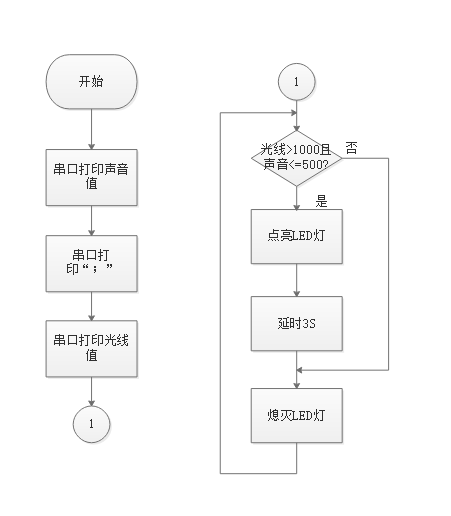 开始
串口打印声音
值
串口打
印“；”
串口打印光线
值
1
1
光线>1000且
声音<=500?
否
是
点亮LED灯
延时3S
熄灭LED灯